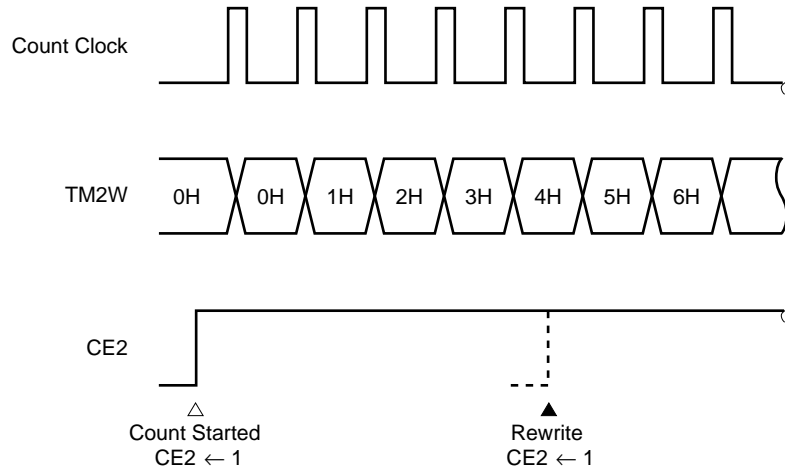 Count Clock
TM2W
0H 0H 1H 2H 3H 4H 5H 6H
CE2
Count Started
CE2 ← 1
Rewrite
CE2 ← 1